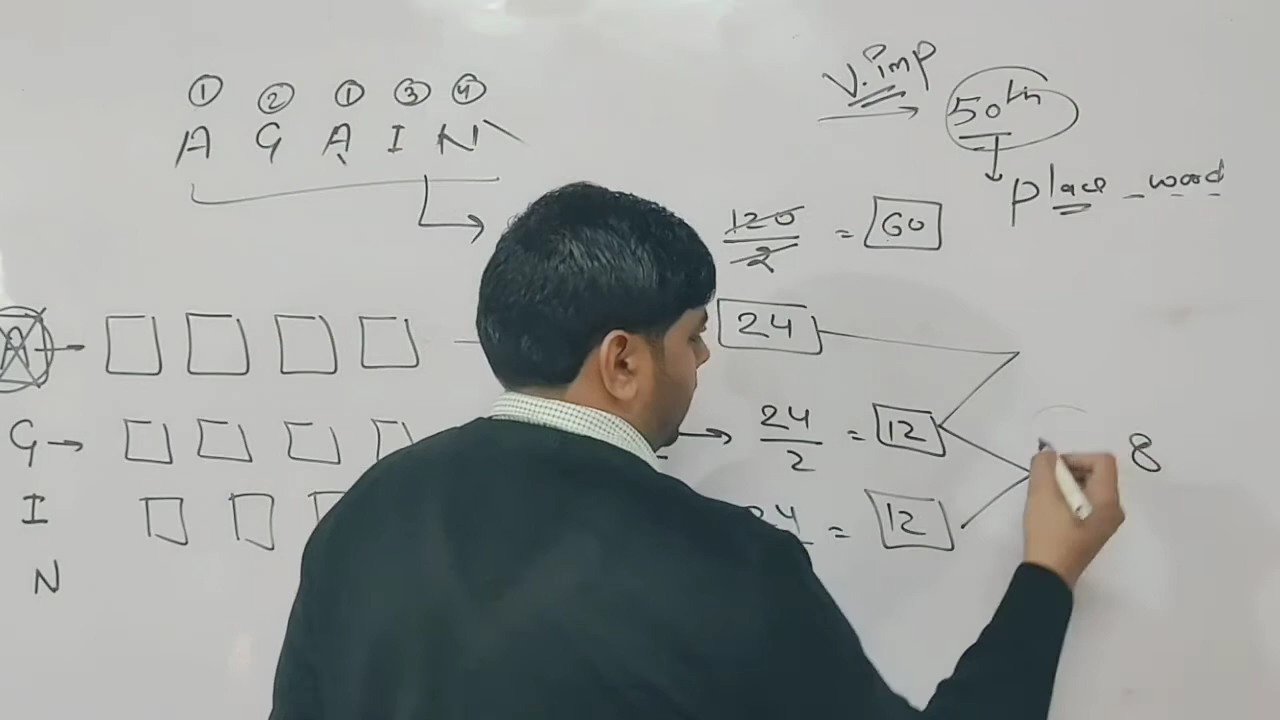 ① ② ① ③ ④
A G A I N
V. Imp
50th
place word
120/2 = 60
A → 24
G → → 24/2 = 12
8
I 24 = 12
N